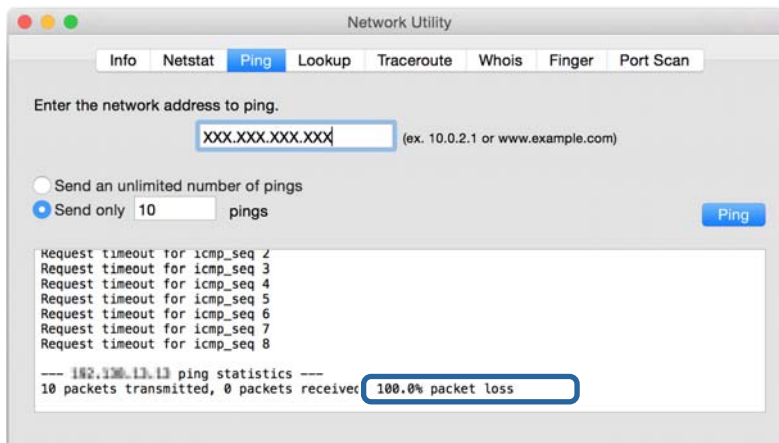 Network Utility
Info Netstat Ping Lookup Traceroute Whois Finger Port Scan
Enter the network address to ping.
XXX.XXX.XXX.XXX (ex. 10.0.2.1 or www.example.com)
Send an unlimited number of pings
Send only 10 pings
Ping
Request timeout for icmp_seq 2
Request timeout for icmp_seq 3
Request timeout for icmp_seq 4
Request timeout for icmp_seq 5
Request timeout for icmp_seq 6
Request timeout for icmp_seq 7
Request timeout for icmp_seq 8
--- ping statistics ---
10 packets transmitted, 0 packets received 100.0% packet loss